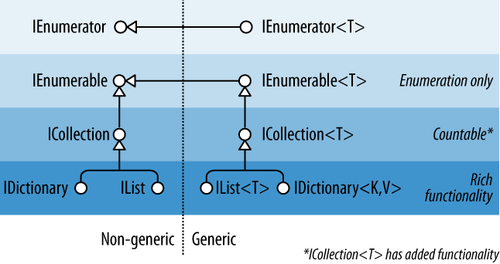 IEnumerator IEnumerator<T>
IEnumerable IEnumerable<T> Enumeration only
ICollection ICollection<T> Countable*
IDictionary IList IList<T> IDictionary<K,V> Rich
functionality
Non-generic Generic
*ICollection<T> has added functionality